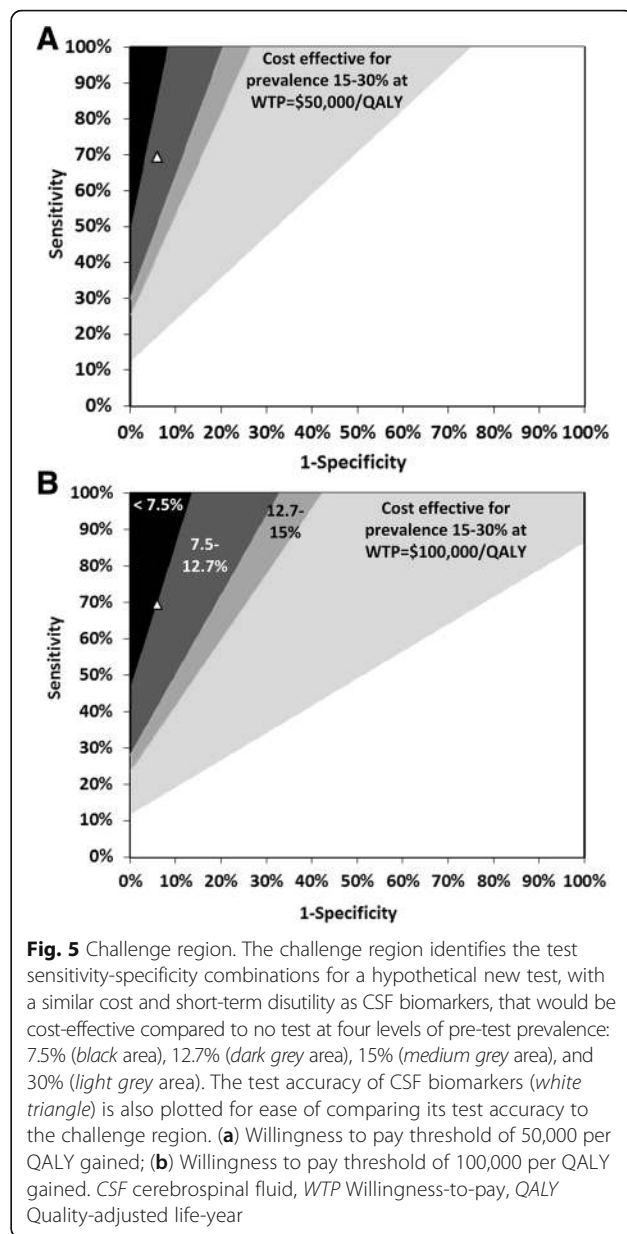 A
Cost effective for
prevalence 15-30% at
WTP=$50,000/QALY
100%
90%
80%
70%
60%
50%
40%
30%
20%
10%
0%
Sensitivity
0% 10% 20% 30% 40% 50% 60% 70% 80% 90% 100%
1-Specificity
B
< 7.5%
7.5-
12.7%
12.7-
15%
Cost effective for
prevalence 15-30% at
WTP=$100,000/QALY
100%
90%
80%
70%
60%
50%
40%
30%
20%
10%
0%
Sensitivity
0% 10% 20% 30% 40% 50% 60% 70% 80% 90% 100%
1-Specificity
Fig. 5 Challenge region. The challenge region identifies the test
sensitivity-specificity combinations for a hypothetical new test, with
a similar cost and short-term disutility as CSF biomarkers, that would be
cost-effective compared to no test at four levels of pre-test prevalence:
7.5% (black area), 12.7% (dark grey area), 15% (medium grey area), and
30% (light grey area). The test accuracy of CSF biomarkers (white
triangle) is also plotted for ease of comparing its test accuracy to
the challenge region. (a) Willingness to pay threshold of 50,000 per
QALY gained; (b) Willingness to pay threshold of 100,000 per QALY
gained. CSF cerebrospinal fluid, WTP Willingness-to-pay, QALY
Quality-adjusted life-year